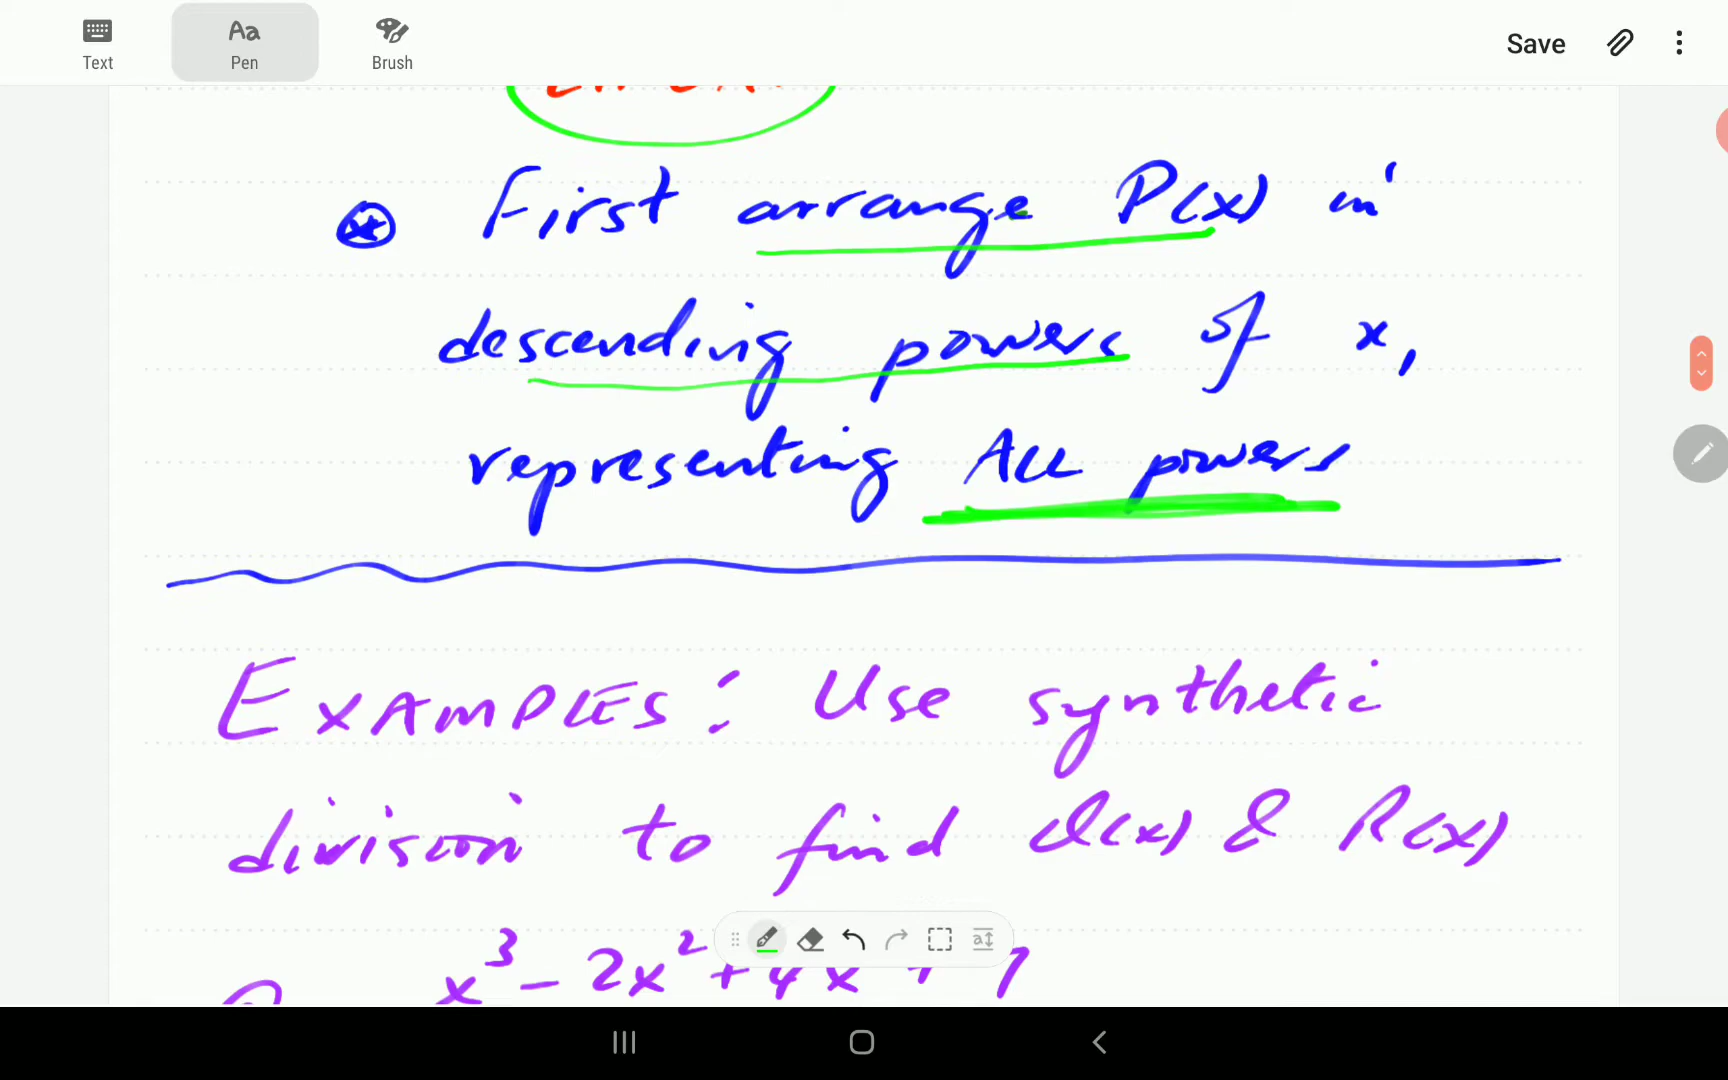 Text
Aa
Pen
Brush
Save
First arrange P(x) in
descending powers of x,
representing ALL powers
EXAMPLES: Use synthetic
division to find Q(x) & R(x)
x³ - 2x² + 4x +